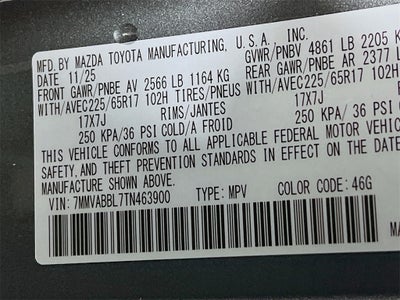 MFD.BY MAZDA TOYOTA MANUFACTURING, U.S.A. INC.
DATE 11/25 GVWR/PNBV 4861 LB 2205 K
FRONT GAWR/PNBE AV 2566 LB 1164 KG REAR GAWR/PNBE AR 2377
WITH/AVEC225/65R17 102H TIRES/PNEUS WITH/AVEC225/65R17 102H
17X7J RIMS/JANTES 17X7J
250 KPA/36 PSI COLD/A FROID 250 KPA/36 PSI
THIS VEHICLE CONFORMS TO ALL APPLICABLE FEDERAL MOTOR VEHIC
SAFETY, AND THEFT PREVENTION STANDARDS IN EFFECT ON THE DATE
SHOWN ABOVE.
VIN:7MMVABBL7TN463900 TYPE: MPV COLOR CODE:46G
MA